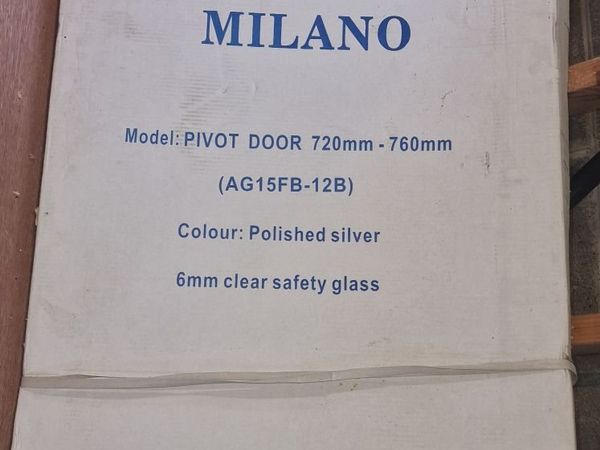 MILANO
Model: PIVOT DOOR 720mm - 760mm
(AG15FB-12B)
Colour: Polished silver
6mm clear safety glass